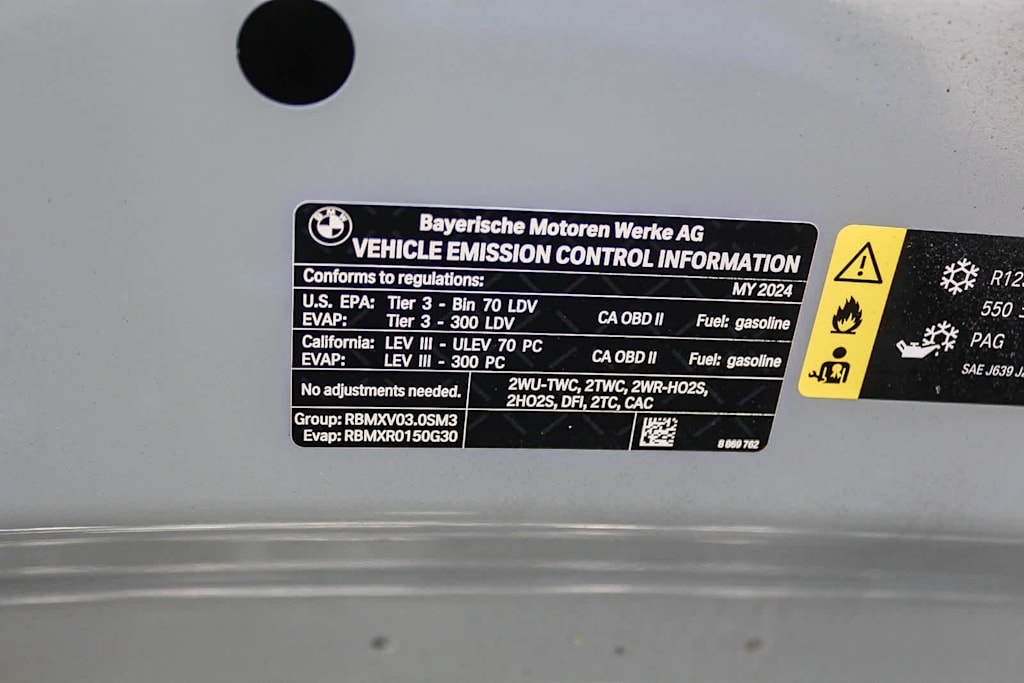 BMW
Bayerische Motoren Werke AG
VEHICLE EMISSION CONTROL INFORMATION
Conforms to regulations: MY 2024
U.S. EPA: Tier 3 - Bin 70 LDV
EVAP: Tier 3 - 300 LDV CA OBD II Fuel: gasoline
California: LEV III - ULEV 70 PC
EVAP: LEV III - 300 PC CA OBD II Fuel: gasoline
No adjustments needed.
2WU-TWC, 2TWC, 2WR-HO2S,
2HO2S, DFI, 2TC, CAC
Group: RBMXV03.0SM3
Evap: RBMXR0150G30
8 869 762
550
PAG
SAE J639